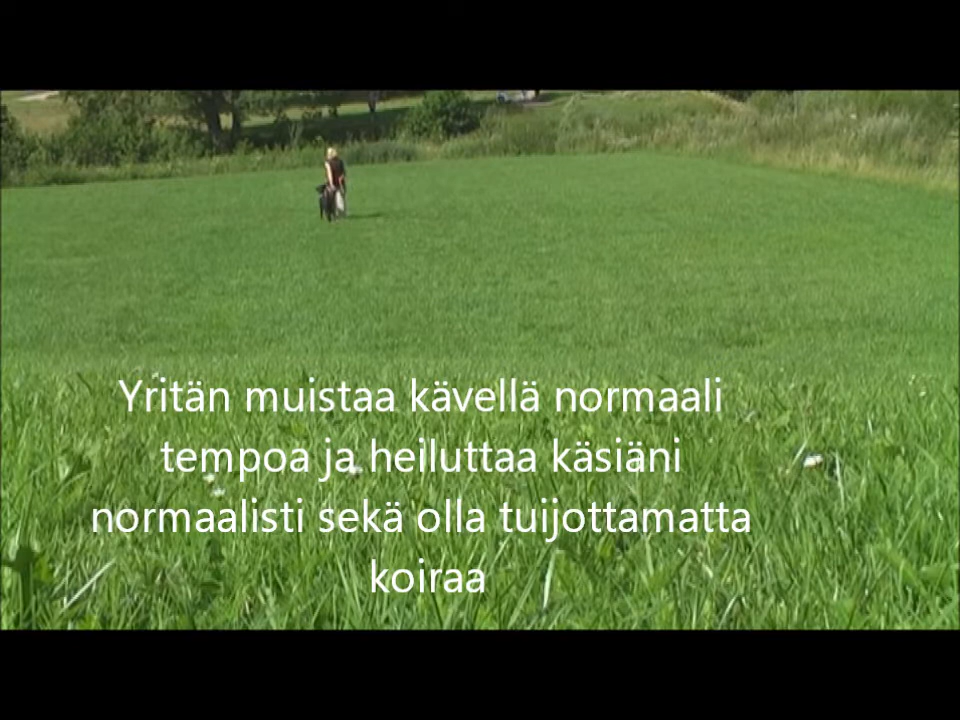 Yritän muistaa kävellä normaali
tempoa ja heiluttaa käsiäni
normaalisti sekä olla tuijottamatta
koiraa